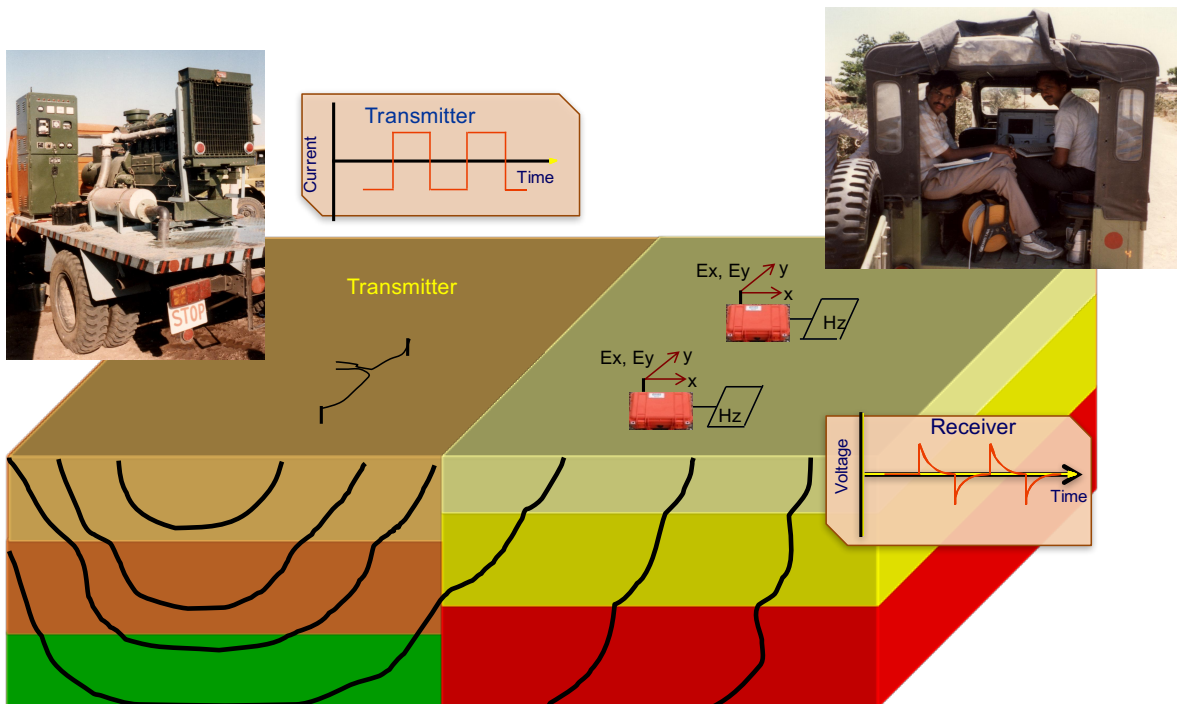 Transmitter
Current
Time
Transmitter
STOP
Ex, Ey
y
x
Hz
Ex, Ey
y
x
Hz
Receiver
Voltage
Time